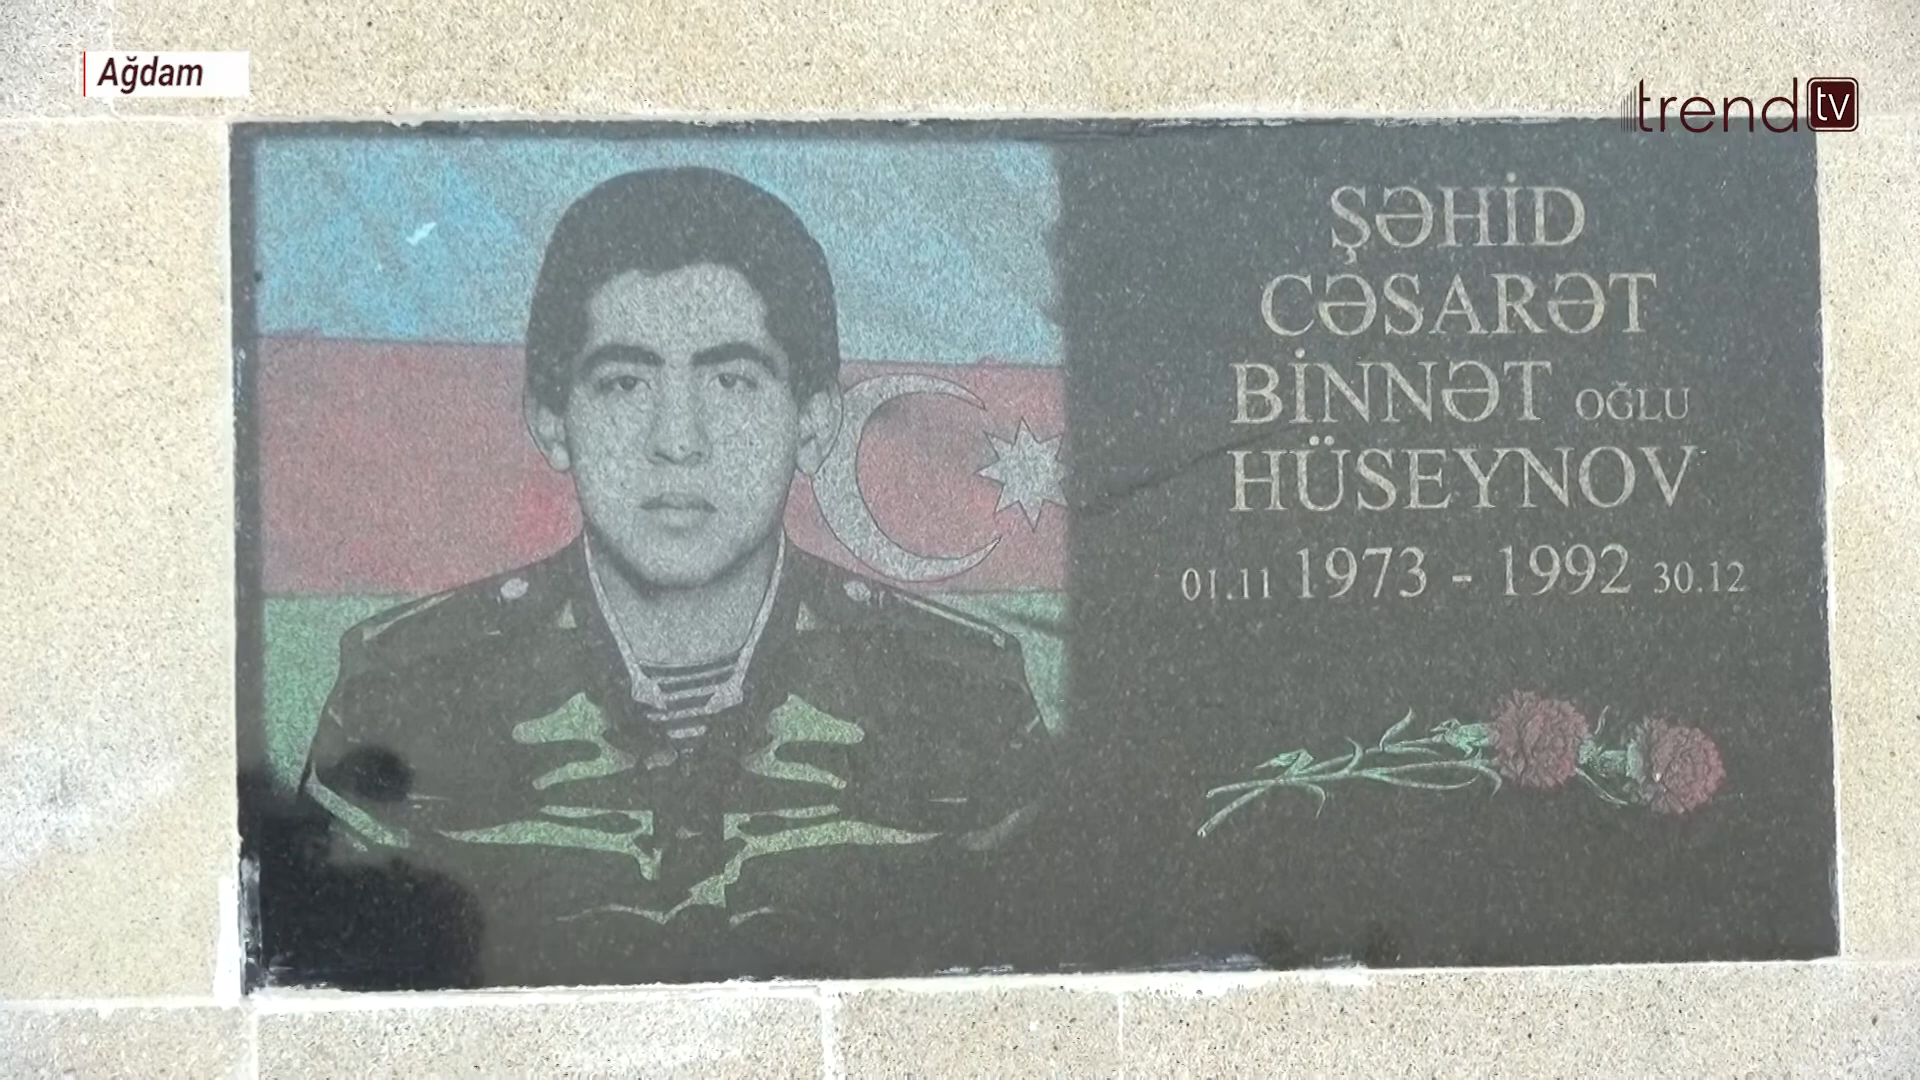 Ağdam
trend tv
ŞƏHİD
CƏSARƏT
BİNNƏT OĞLU
HÜSEYNOV
01.11 1973 - 1992 30.12